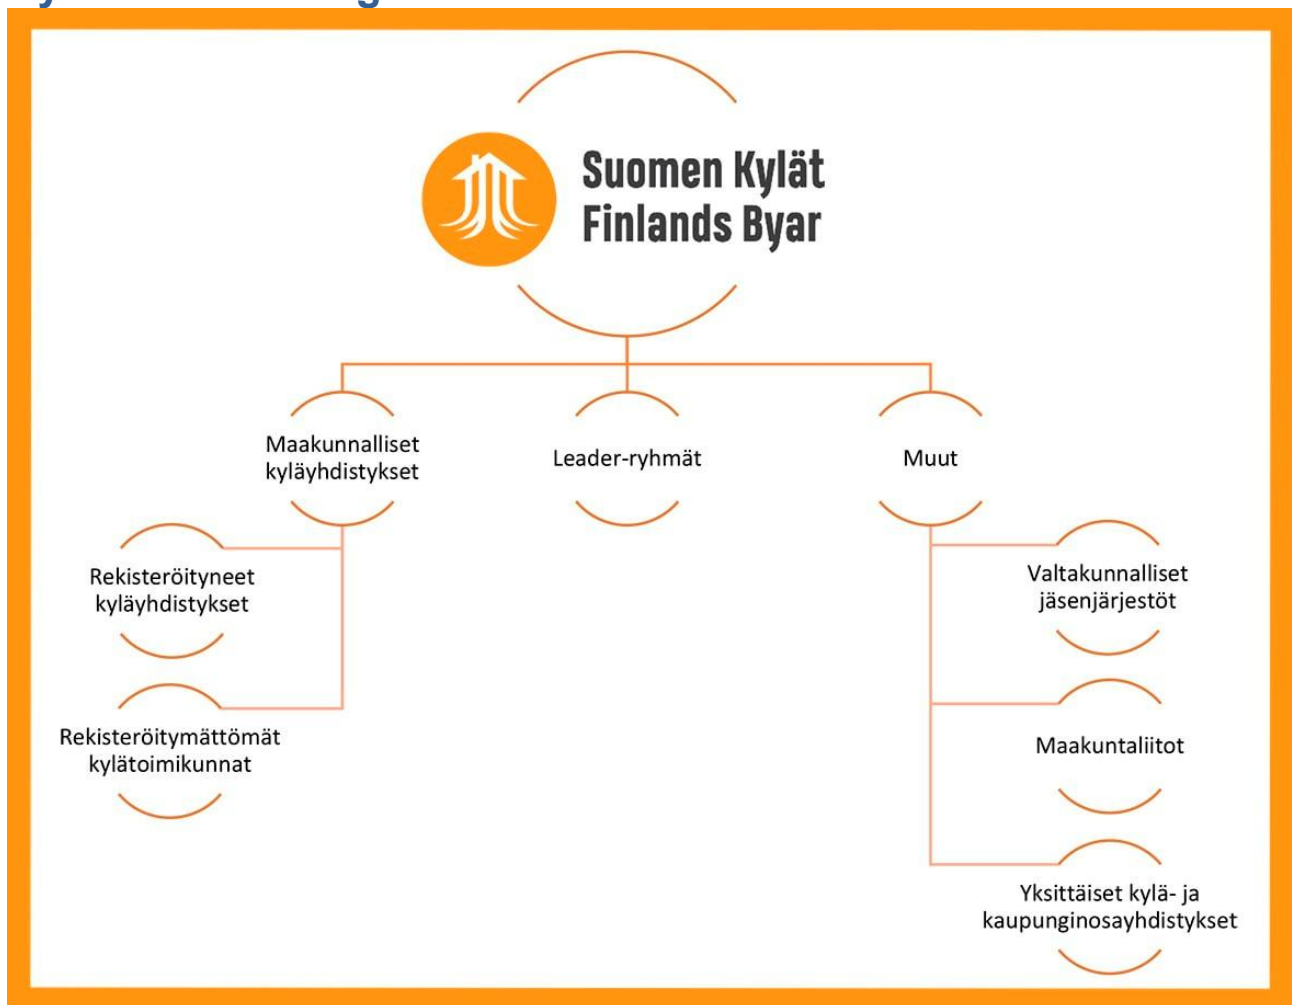 Suomen Kylät
Finlands Byar
Maakunnalliset
kyläyhdistykset
Leader-ryhmät
Muut
Rekisteröityneet
kyläyhdistykset
Rekisteröitymättömät
kylätoimikunnat
Valtakunnalliset
jäsenjärjestöt
Maakuntaliitot
Yksittäiset kylä- ja
kaupunginosayhdistykset